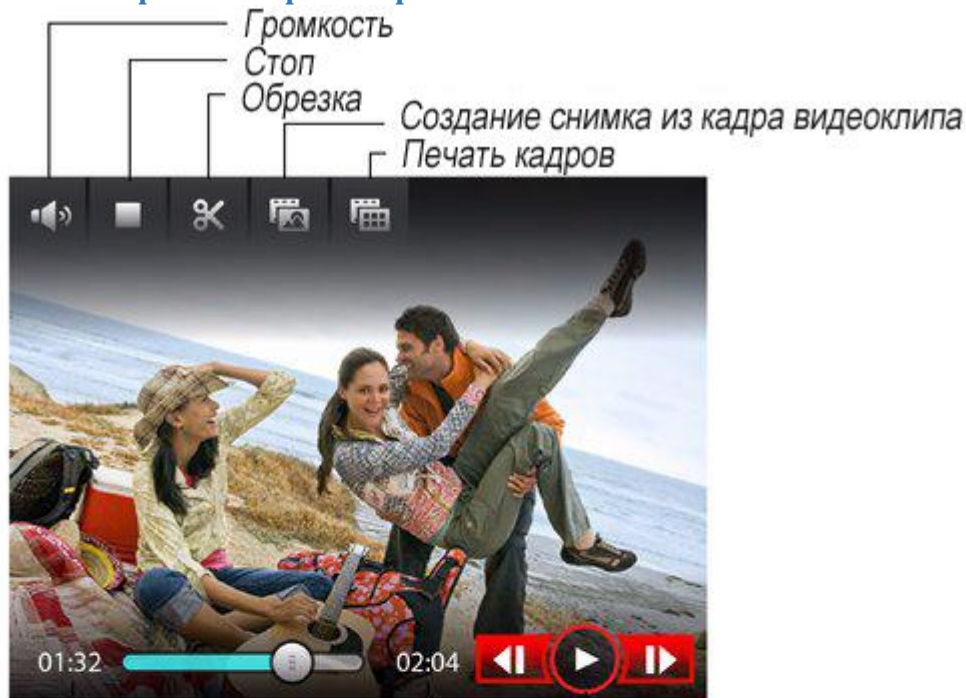 Громкость
Стоп
Обрезка
Создание снимка из кадра видеоклипа
Печать кадров
01:32
02:04